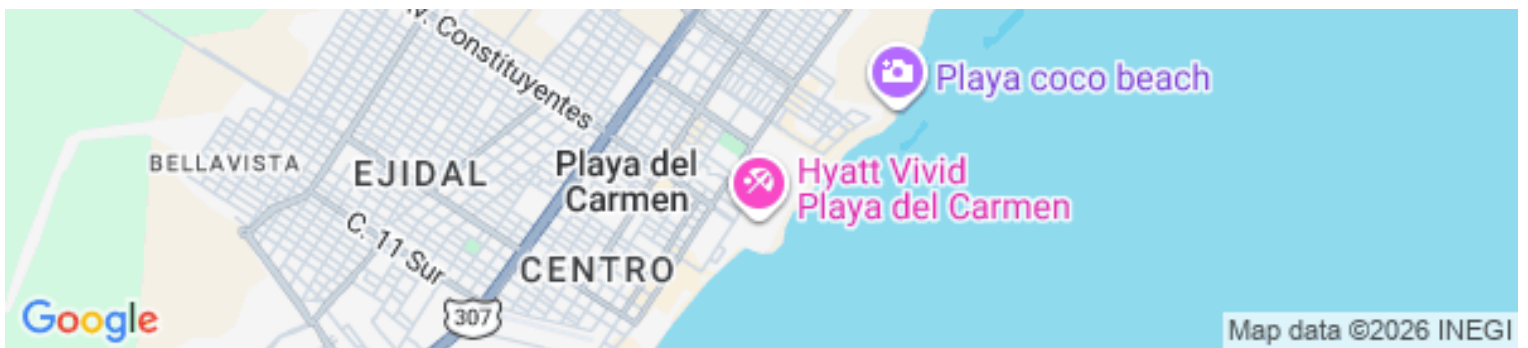 Av. Constituyentes
Playa coco beach
BELLAVISTA
EJIDAL
Playa del
Carmen
Hyatt Vivid
Playa del Carmen
C. 11 Sur
CENTRO
307
Google
Map data ©2026 INEGI